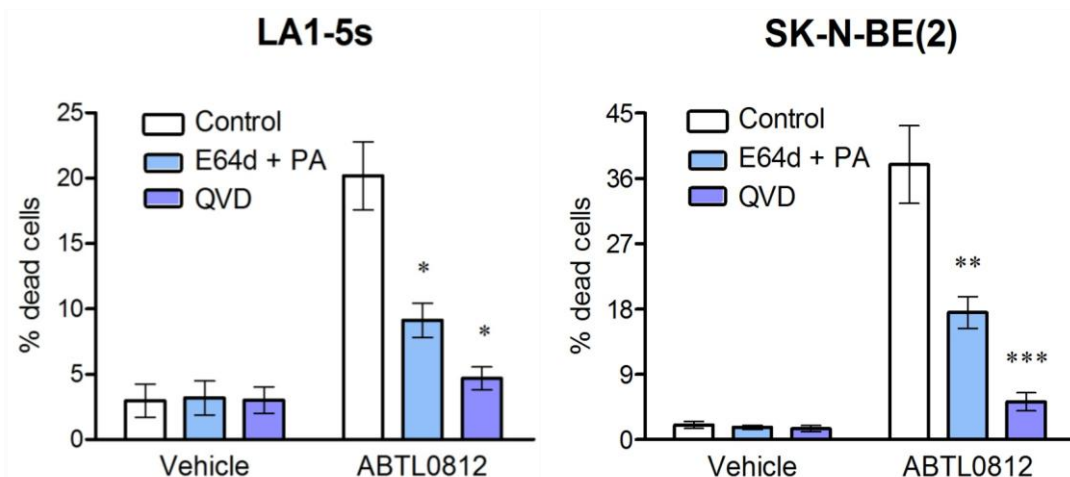 LA1-5s
% dead cells
25
20
15
10
5
0
Control
E64d + PA
QVD
*
*
Vehicle
ABTL0812
SK-N-BE(2)
% dead cells
45
36
27
18
9
0
Control
E64d + PA
QVD
**
***
Vehicle
ABTL0812